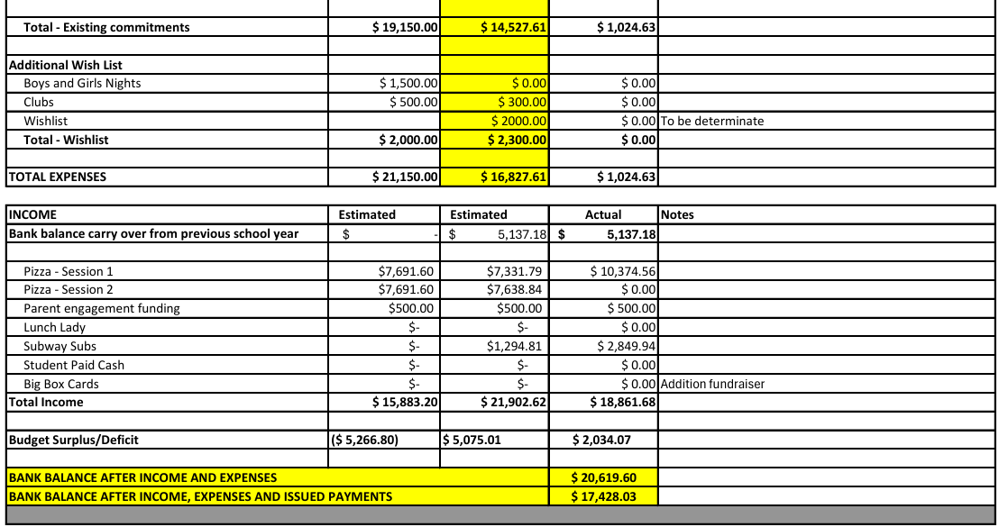 Total - Existing commitments $ 19,150.00 $ 14,527.61 $ 1,024.63
Additional Wish List
Boys and Girls Nights $ 1,500.00 $ 0.00 $ 0.00
Clubs $ 500.00 $ 300.00 $ 0.00
Wishlist $ 2000.00 $ 0.00 To be determinate
Total - Wishlist $ 2,000.00 $ 2,300.00 $ 0.00
TOTAL EXPENSES $ 21,150.00 $ 16,827.61 $ 1,024.63
INCOME Estimated Estimated Actual Notes
Bank balance carry over from previous school year $ - $ 5,137.18 $ 5,137.18
Pizza - Session 1 $7,691.60 $7,331.79 $ 10,374.56
Pizza - Session 2 $7,691.60 $7,638.84 $ 0.00
Parent engagement funding $500.00 $500.00 $ 500.00
Lunch Lady $- $- $ 0.00
Subway Subs $- $1,294.81 $ 2,849.94
Student Paid Cash $- $- $ 0.00
Big Box Cards $- $- $ 0.00 Addition fundraiser
Total Income $ 15,883.20 $ 21,902.62 $ 18,861.68
Budget Surplus/Deficit ($ 5,266.80) $ 5,075.01 $ 2,034.07
BANK BALANCE AFTER INCOME AND EXPENSES $ 20,619.60
BANK BALANCE AFTER INCOME, EXPENSES AND ISSUED PAYMENTS $ 17,428.03